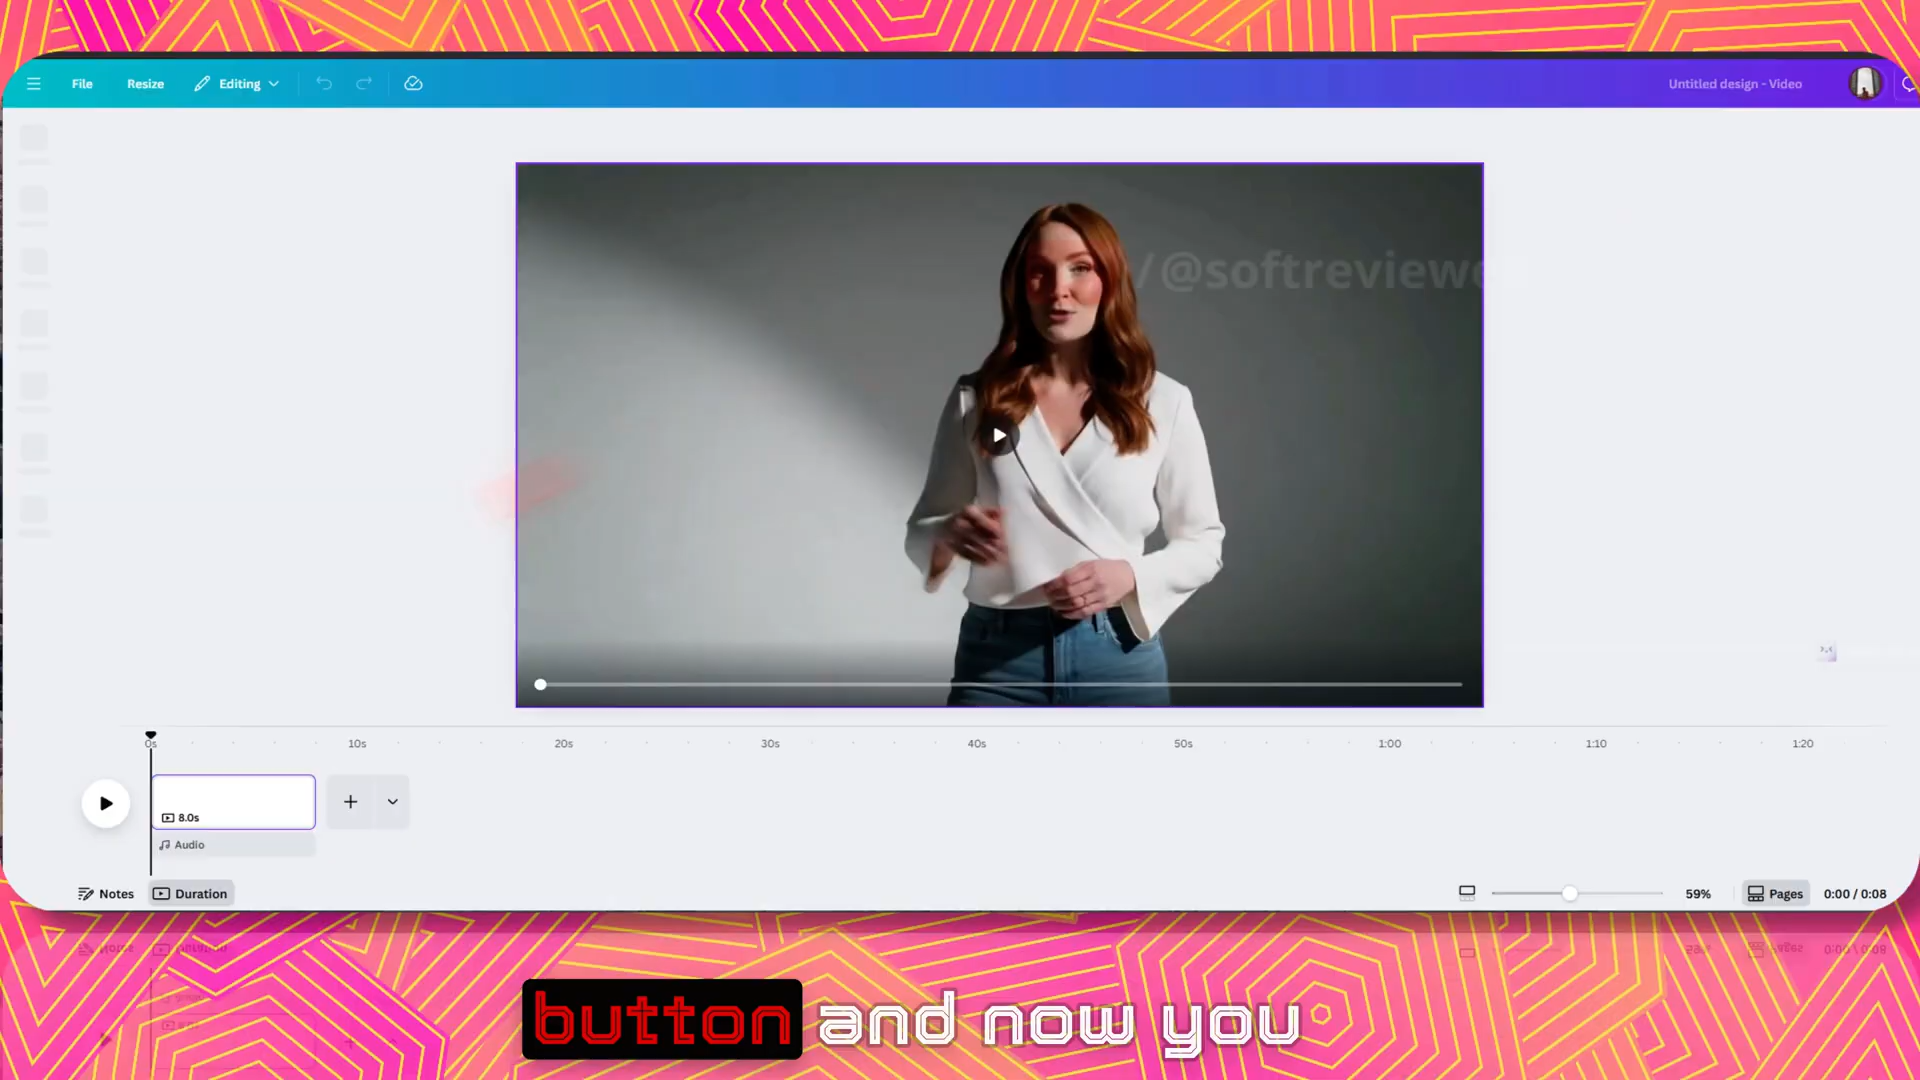 File Resize Editing Untitled design - Video
/@softreviewe
0s 10s 20s 30s 40s 50s 1:00 1:10 1:20
8.0s
Audio
Notes Duration 59% Pages 0:00 / 0:08
button and now you